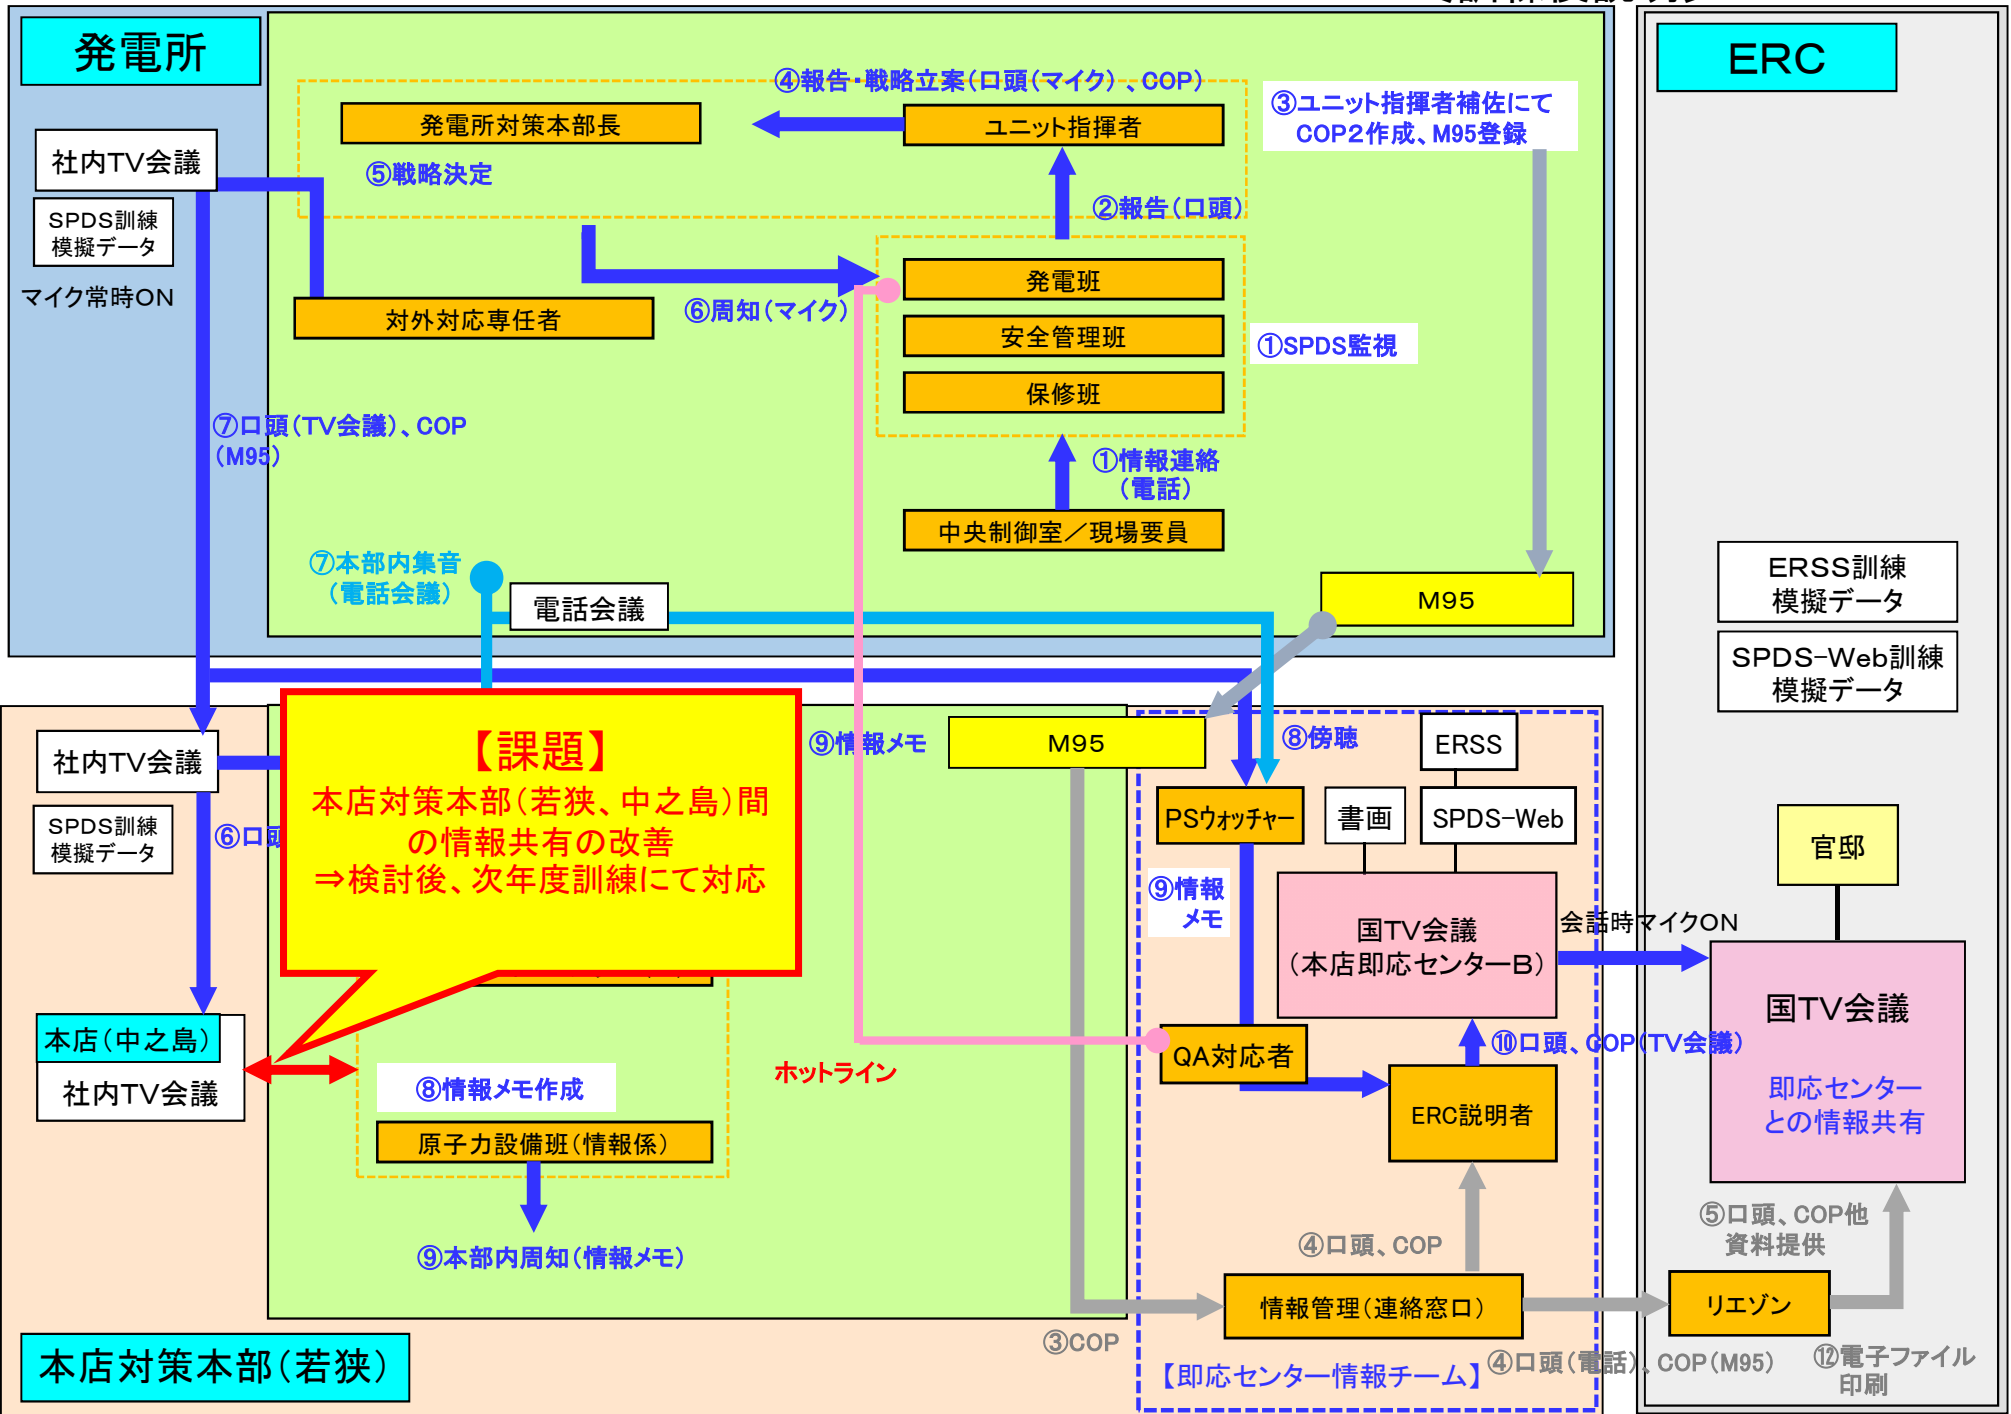 発電所
ERC
④報告・戦略立案(口頭(マイク)、COP)
発電所対策本部長
ユニット指揮者
③ユニット指揮者補佐にて
COP2作成、M95登録
社内TV会議
⑤戦略決定
SPDS訓練
模擬データ
②報告(口頭)
マイク常時ON
発電班
⑥周知(マイク)
対外対応専任者
安全管理班
①SPDS監視
保修班
⑦口頭(TV会議)、COP
(M95)
①情報連絡
(電話)
中央制御室/現場要員
⑦本部内集音
(電話会議)
電話会議
M95
ERSS訓練
模擬データ
SPDS-Web訓練
模擬データ
社内TV会議
【課題】
本店対策本部(若狭、中之島)間
の情報共有の改善
⇒検討後、次年度訓練にて対応
⑨情報メモ
M95
⑧傍聴
ERSS
SPDS訓練
模擬データ
⑥口頭
PSウォッチャー
書画
SPDS-Web
官邸
⑨情報
メモ
国TV会議
(本店即応センターB)
会話時マイクON
国TV会議
即応センター
との情報共有
本店(中之島)
社内TV会議
ホットライン
QA対応者
⑩口頭、COP(TV会議)
⑧情報メモ作成
原子力設備班(情報係)
ERC説明者
⑨本部内周知(情報メモ)
④口頭、COP
⑤口頭、COP他
資料提供
情報管理(連絡窓口)
リエゾン
③COP
本店対策本部(若狭)
【即応センター情報チーム】
④口頭(電話)、COP(M95)
⑫電子ファイル
印刷